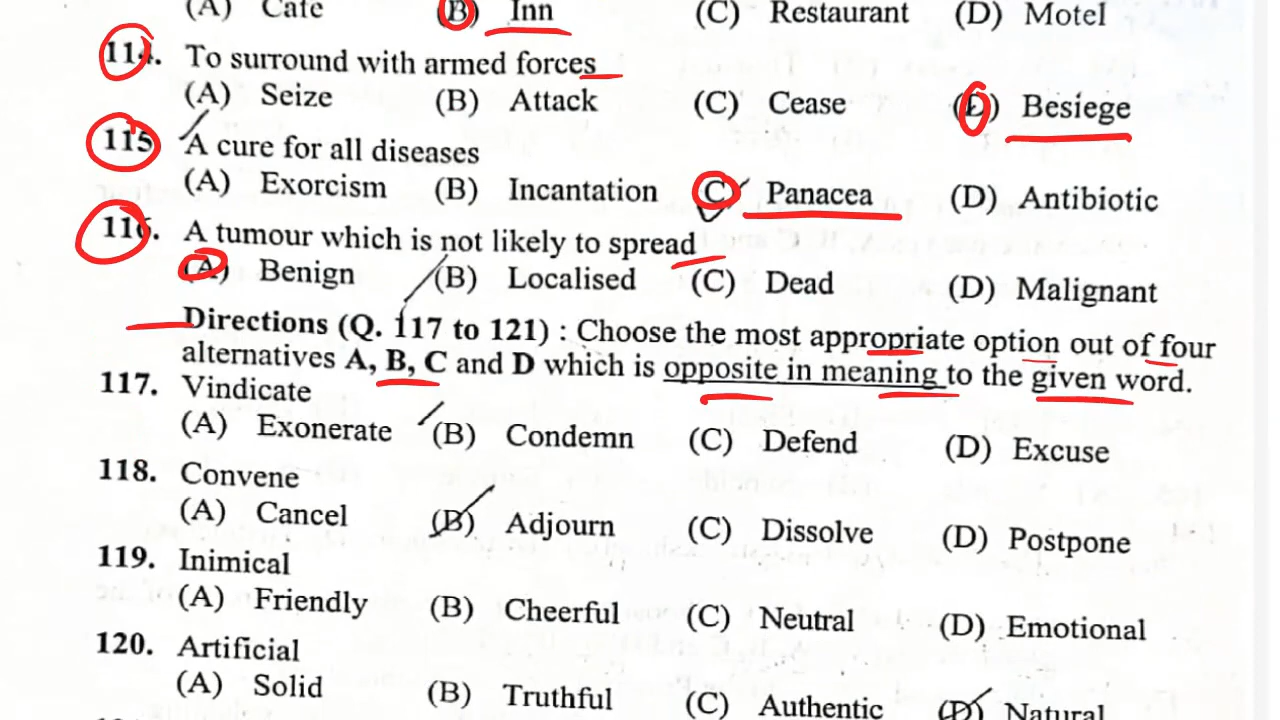 (A) Cafe (B) Inn (C) Restaurant (D) Motel
114. To surround with armed forces
(A) Seize (B) Attack (C) Cease (D) Besiege
115. A cure for all diseases
(A) Exorcism (B) Incantation (C) Panacea (D) Antibiotic
116. A tumour which is not likely to spread
(A) Benign (B) Localised (C) Dead (D) Malignant
Directions (Q. 117 to 121) : Choose the most appropriate option out of four
alternatives A, B, C and D which is opposite in meaning to the given word.
117. Vindicate
(A) Exonerate (B) Condemn (C) Defend (D) Excuse
118. Convene
(A) Cancel (B) Adjourn (C) Dissolve (D) Postpone
119. Inimical
(A) Friendly (B) Cheerful (C) Neutral (D) Emotional
120. Artificial
(A) Solid (B) Truthful (C) Authentic (D) Natural